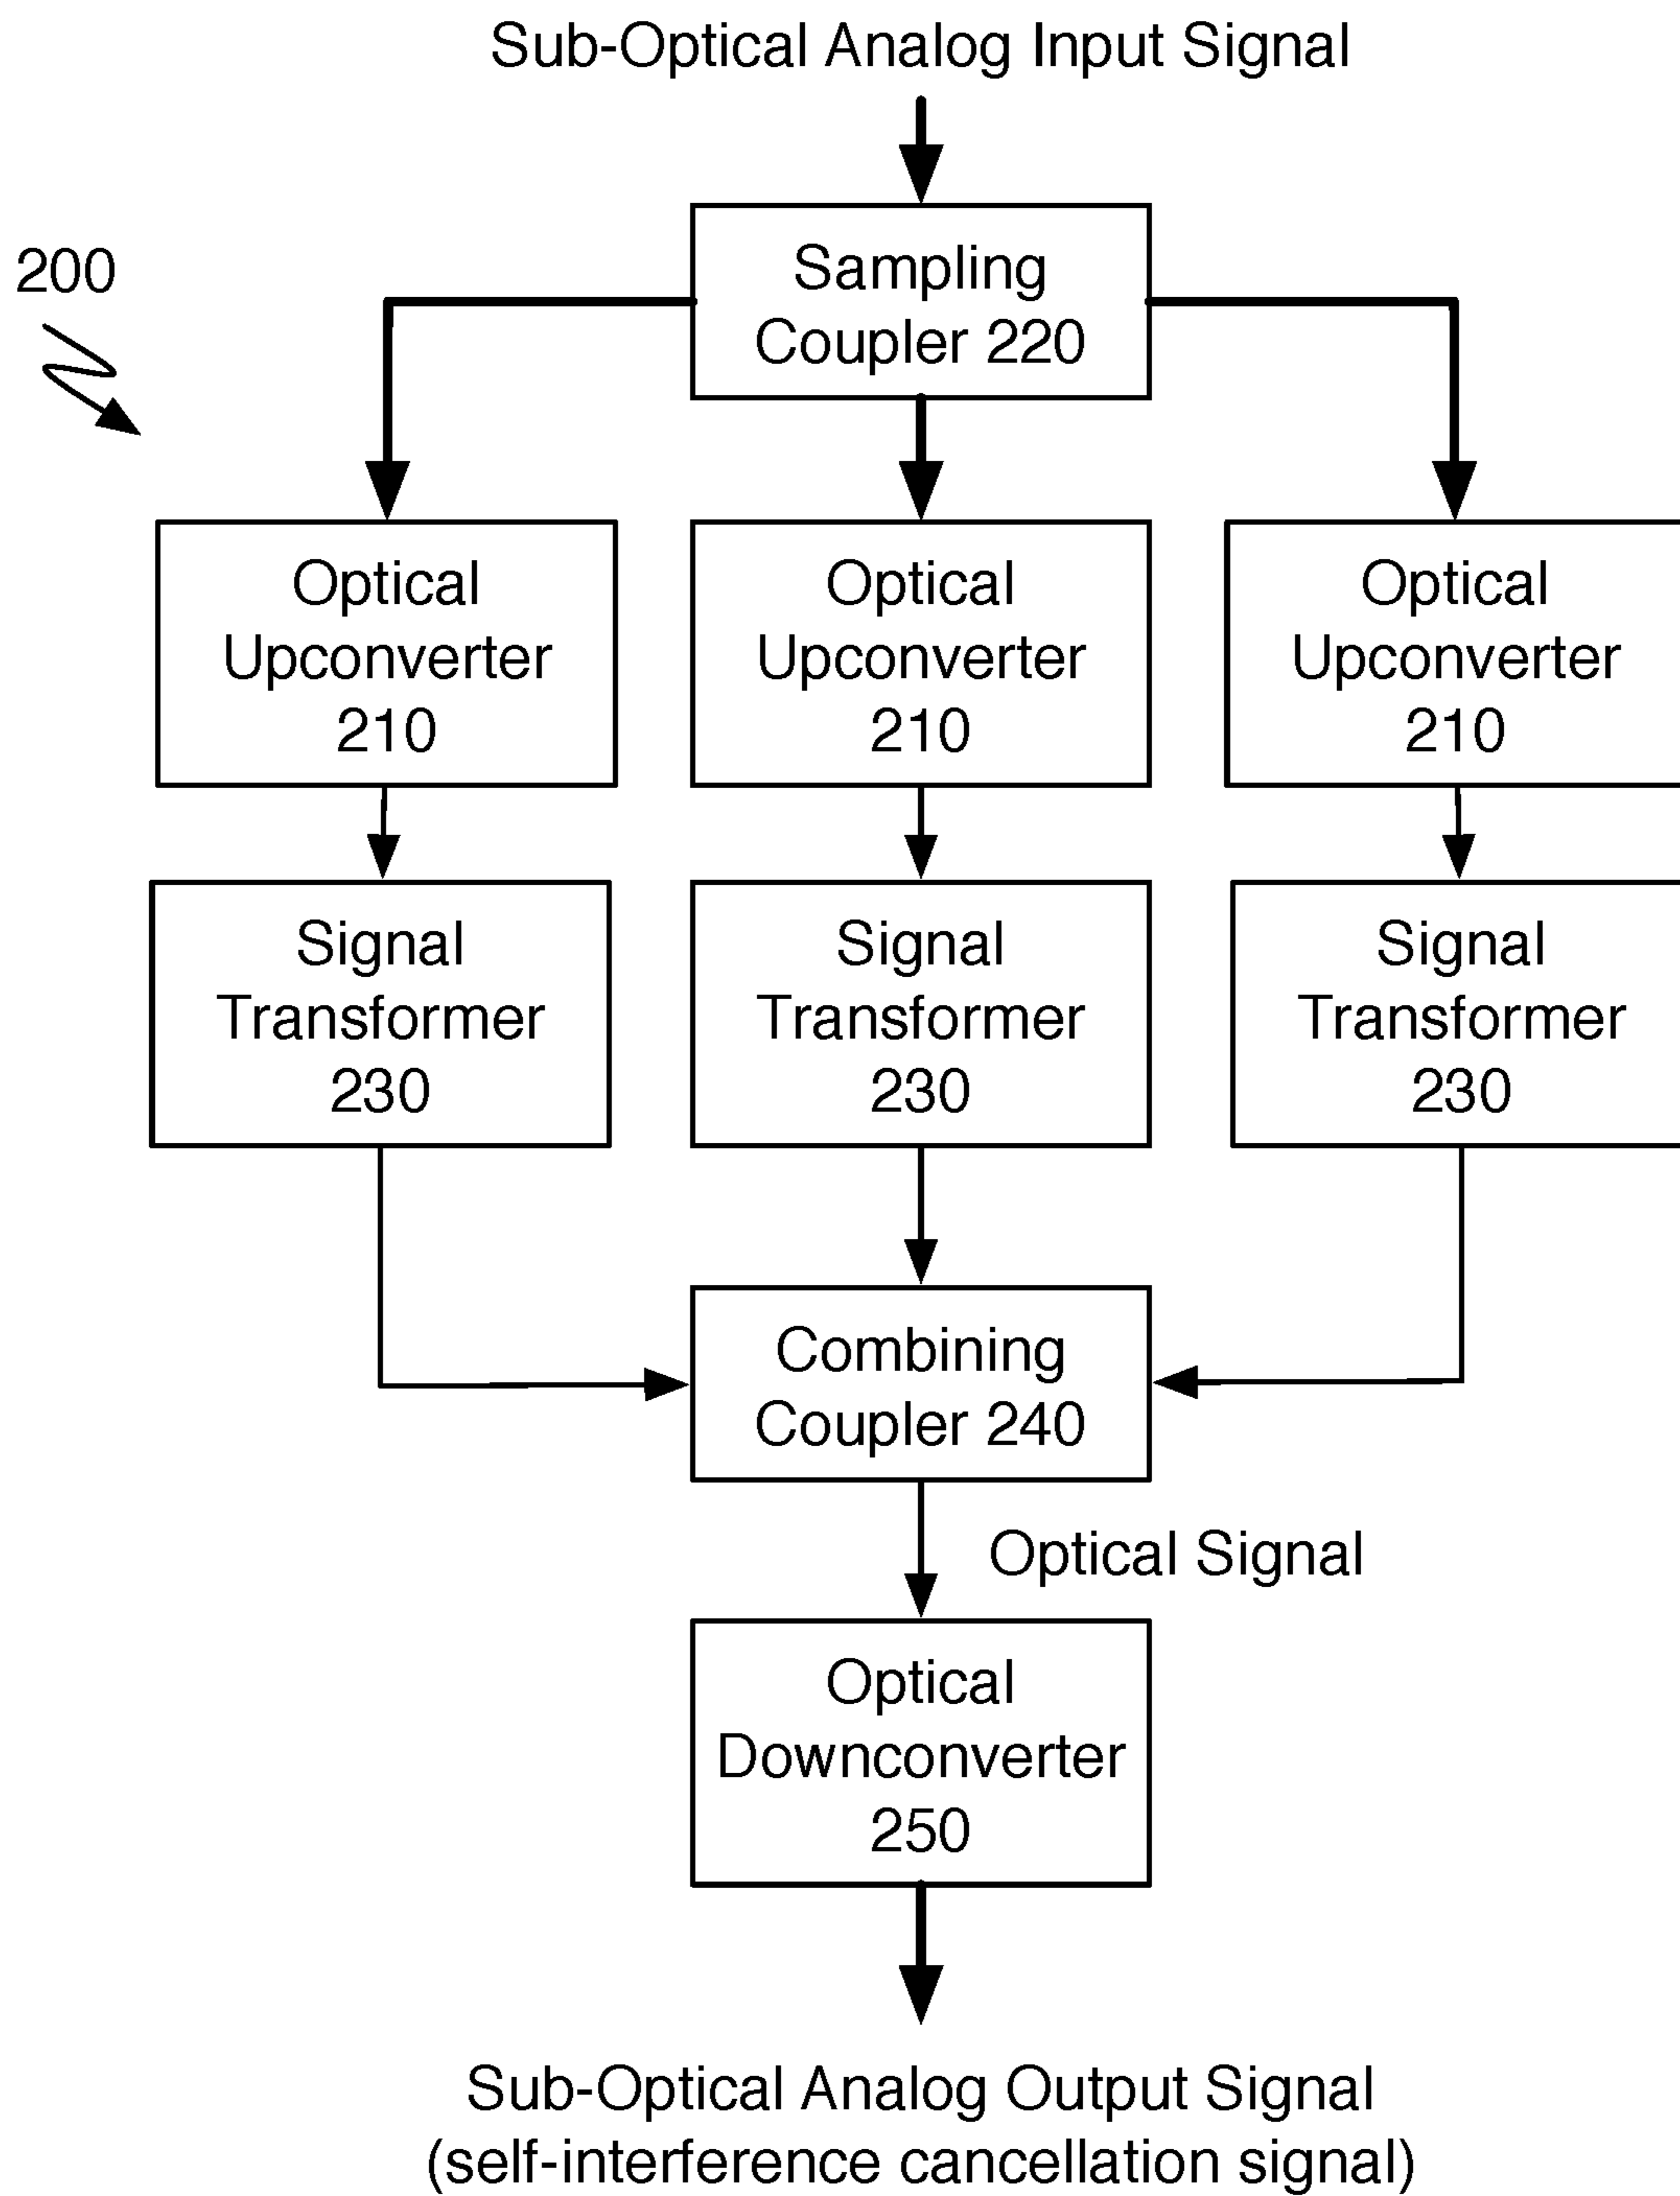 Sub-Optical Analog Input Signal
200
Sampling
Coupler 220
Optical
Upconverter
210
Optical
Upconverter
210
Optical
Upconverter
210
Signal
Transformer
230
Signal
Transformer
230
Signal
Transformer
230
Combining
Coupler 240
Optical Signal
Optical
Downconverter
250
Sub-Optical Analog Output Signal
(self-interference cancellation signal)